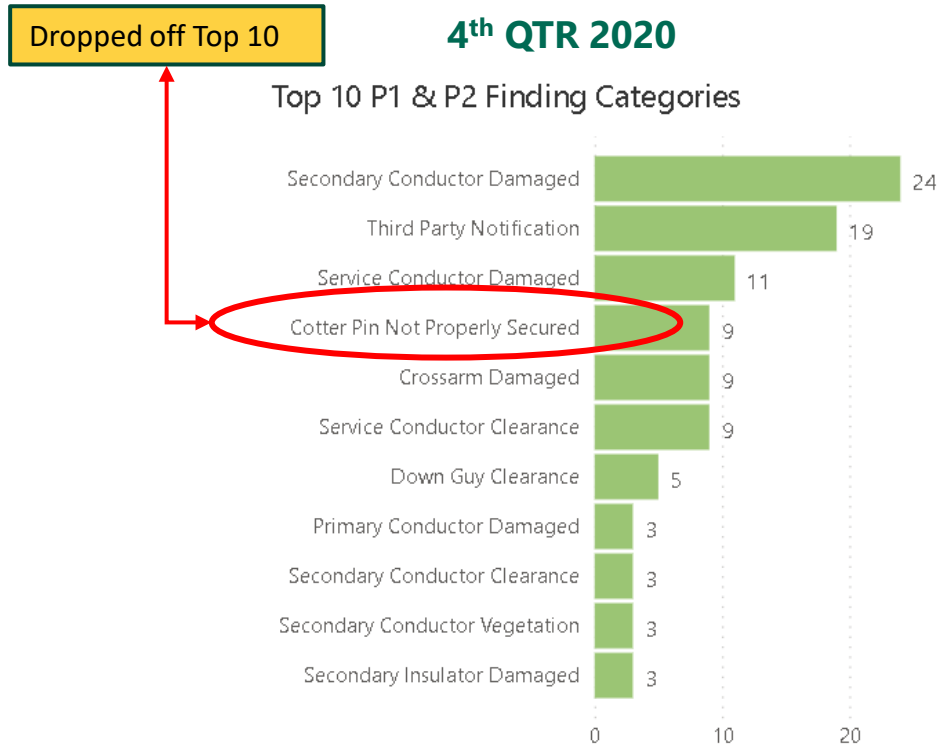 Dropped off Top 10
4th QTR 2020
Top 10 P1 & P2 Finding Categories
Secondary Conductor Damaged 24
Third Party Notification 19
Service Conductor Damaged 11
Cotter Pin Not Properly Secured 9
Crossarm Damaged 9
Service Conductor Clearance 9
Down Guy Clearance 5
Primary Conductor Damaged 3
Secondary Conductor Clearance 3
Secondary Conductor Vegetation 3
Secondary Insulator Damaged 3
0 10 20